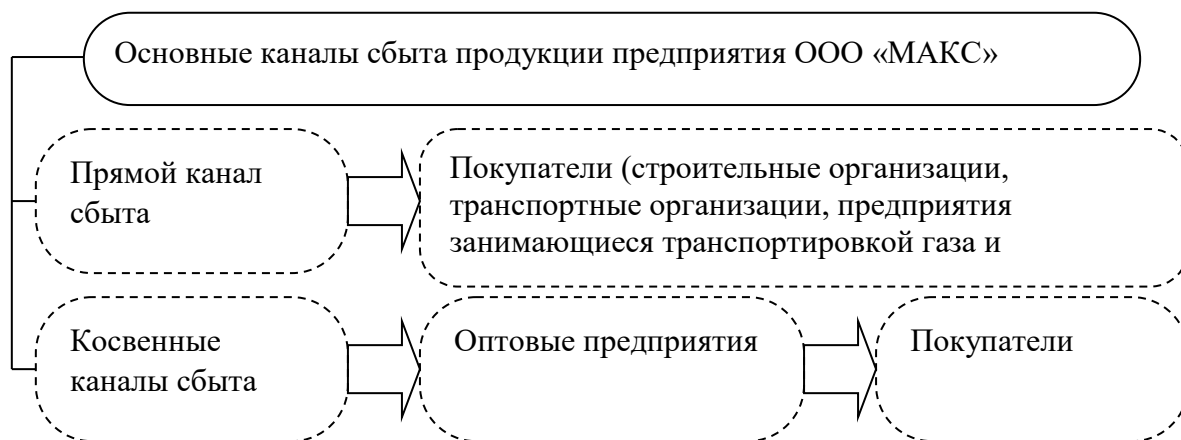 Основные каналы сбыта продукции предприятия ООО «МАКС»
Прямой канал
сбыта
Покупатели (строительные организации,
транспортные организации, предприятия
занимающиеся транспортировкой газа и
Косвенные
каналы сбыта
Оптовые предприятия
Покупатели